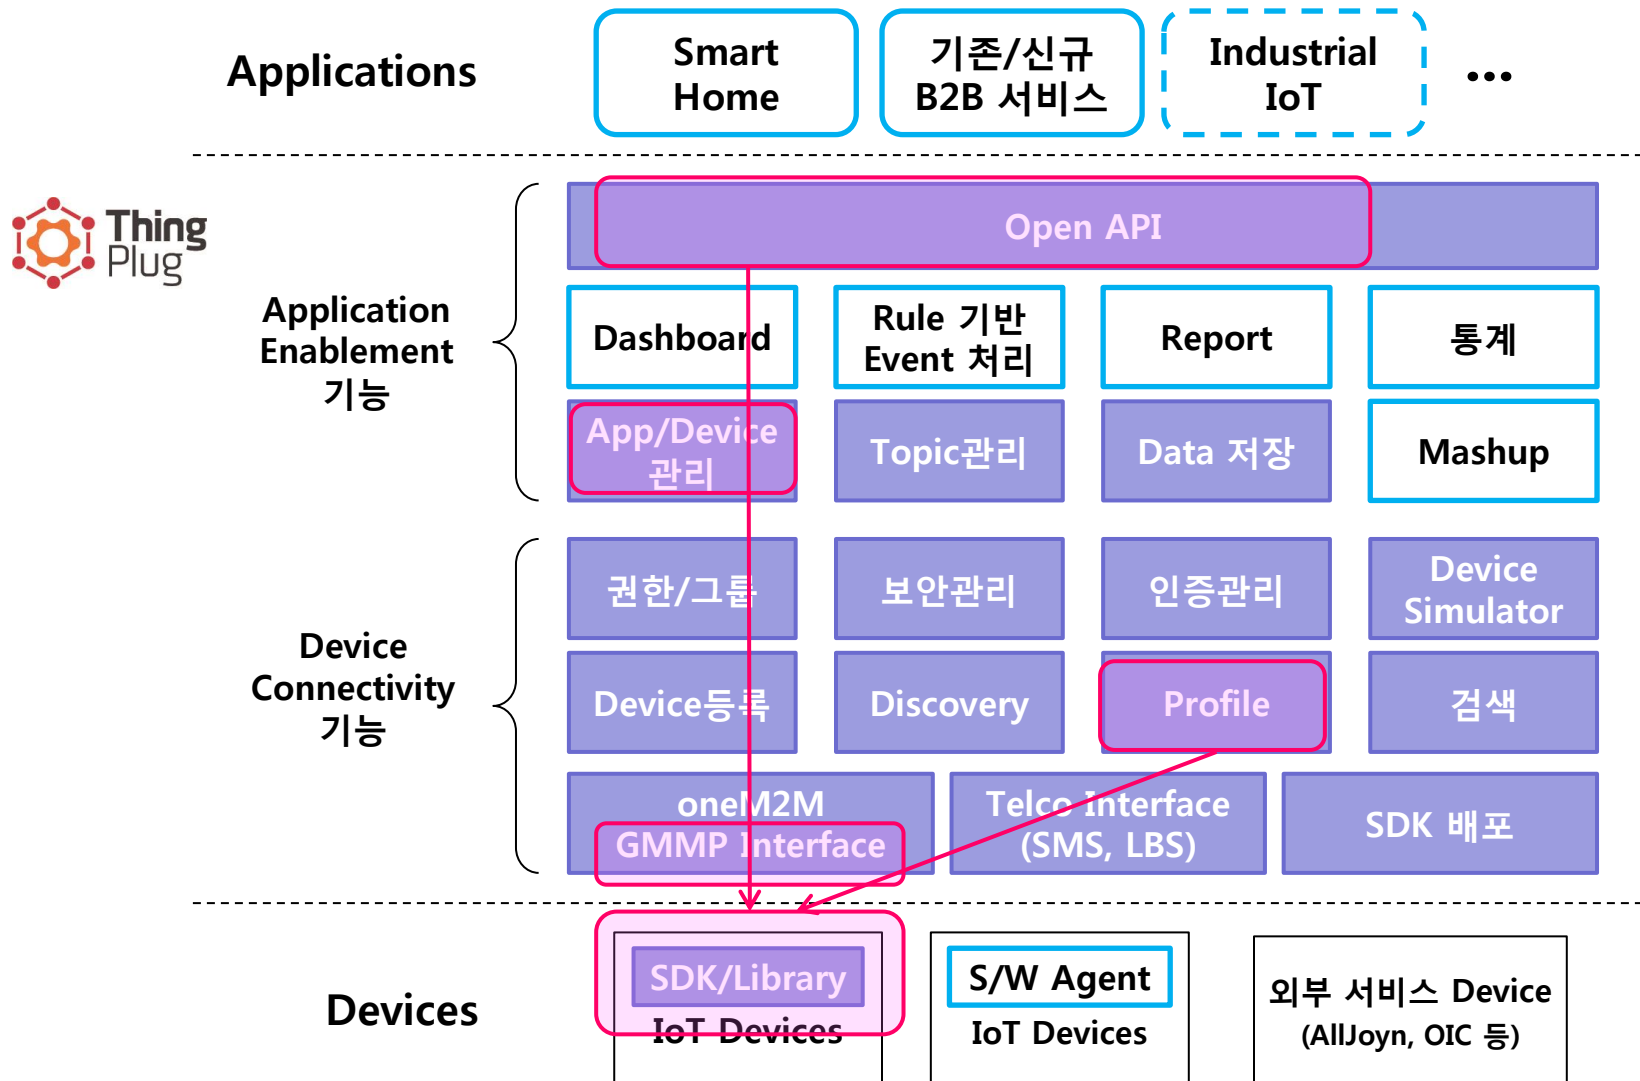 Applications
Smart
Home
기존/신규
B2B 서비스
Industrial
IoT
...
Thing
Plug
Application
Enablement
기능
Open API
Dashboard
Rule 기반
Event 처리
Report
통계
App/Device
관리
Topic관리
Data 저장
Mashup
Device
Connectivity
기능
권한/그룹
보안관리
인증관리
Device
Simulator
Device등록
Discovery
Profile
검색
oneM2M
GMMP Interface
Telco Interface
(SMS, LBS)
SDK 배포
Devices
SDK/Library
IoT Devices
S/W Agent
IoT Devices
외부 서비스 Device
(AllJoyn, OIC 등)